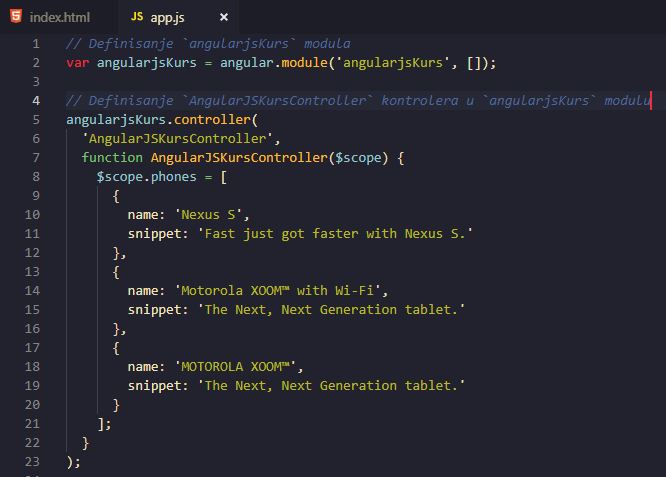 index.html JS app.js ×
1 // Definisanje `angularjsKurs` modula
2 var angularjsKurs = angular.module('angularjsKurs', []);
3
4 // Definisanje `AngularJSKursController` kontrolera u `angularjsKurs` modulu
5 angularjsKurs.controller(
6 'AngularJSKursController',
7 function AngularJSKursController($scope) {
8 $scope.phones = [
9 {
10 name: 'Nexus S',
11 snippet: 'Fast just got faster with Nexus S.'
12 },
13 {
14 name: 'Motorola XOOM™ with Wi-Fi',
15 snippet: 'The Next, Next Generation tablet.'
16 },
17 {
18 name: 'MOTOROLA XOOM™',
19 snippet: 'The Next, Next Generation tablet.'
20 }
21 ];
22 }
23 );